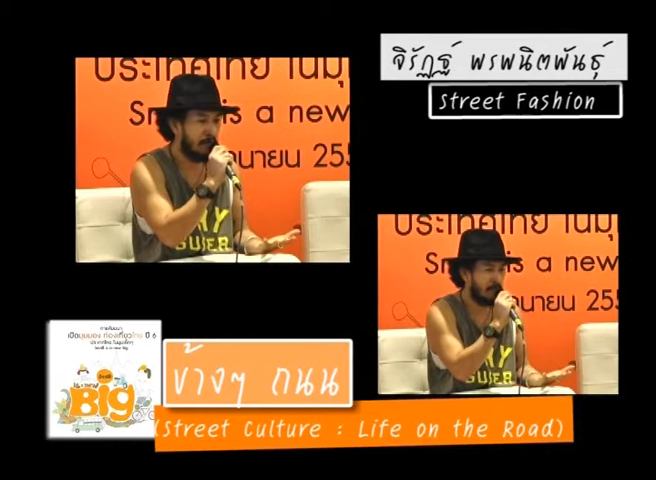 จิรัฏฐ์ พรพนิตพันธุ์
Street Fashion
ประเทศไทย ในมุ
is a new
ถุนายน 255
ประเทศไทย ในมุ
a new
ถุนายน 255
BIG
ข้างๆ ถนน
(Street Culture : Life on the Road)